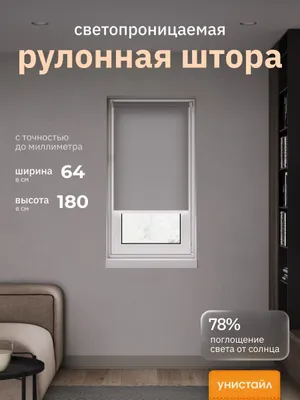 светопроницаемая
рулонная штора
с точностью
до миллиметра
ширина
в см
64
высота
в см
180
78%
поглощение
света от солнца
унистайл